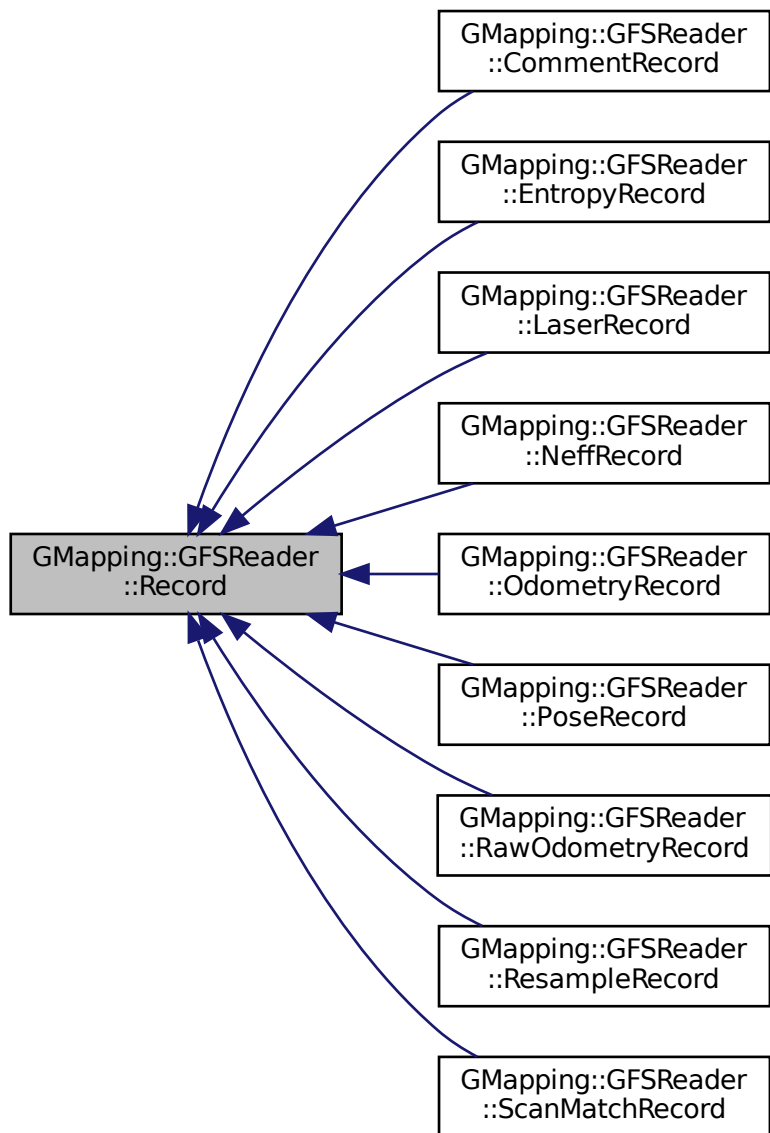 GMapping::GFSReader
::CommentRecord
GMapping::GFSReader
::EntropyRecord
GMapping::GFSReader
::LaserRecord
GMapping::GFSReader
::NeffRecord
GMapping::GFSReader
::Record
GMapping::GFSReader
::OdometryRecord
GMapping::GFSReader
::PoseRecord
GMapping::GFSReader
::RawOdometryRecord
GMapping::GFSReader
::ResampleRecord
GMapping::GFSReader
::ScanMatchRecord